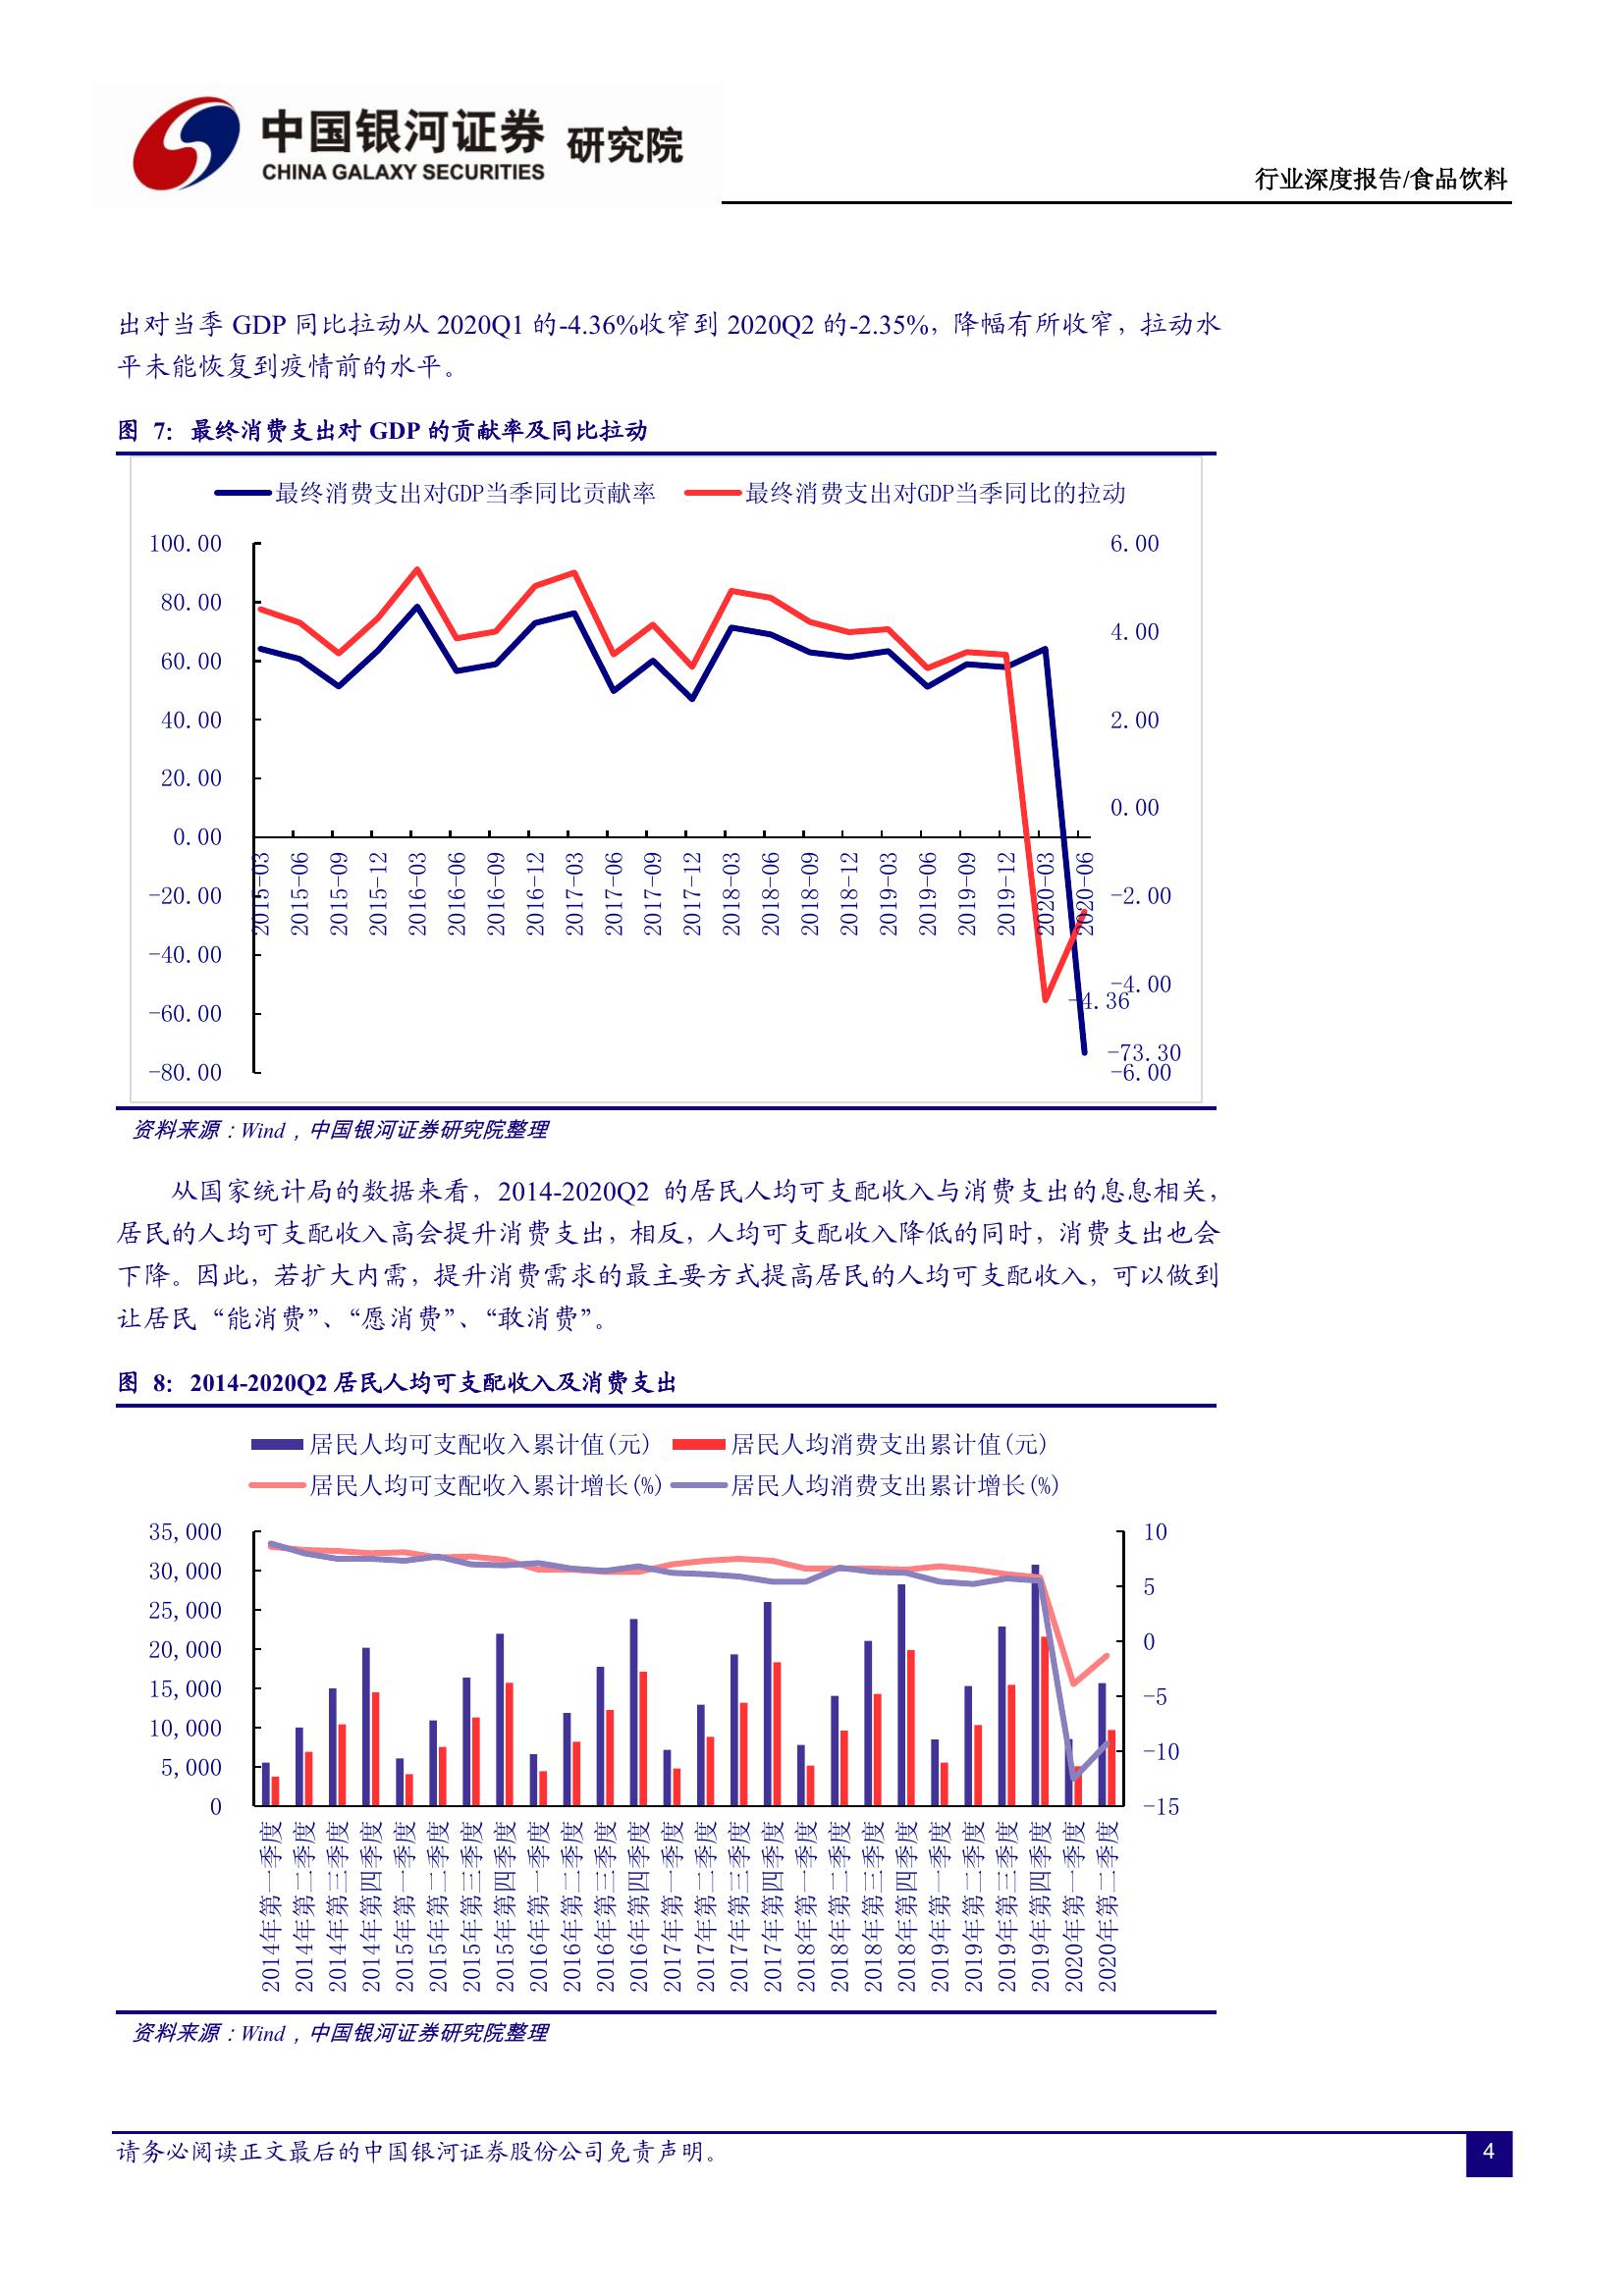 中国银河证券 研究院
CHINA GALAXY SECURITIES
行业深度报告/食品饮料
出对当季 GDP 同比拉动从 2020Q1 的-4.36%收窄到 2020Q2 的-2.35%，降幅有所收窄，拉动水
平未能恢复到疫情前的水平。
图 7: 最终消费支出对 GDP 的贡献率及同比拉动
最终消费支出对GDP当季同比贡献率 最终消费支出对GDP当季同比的拉动
100.00 6.00
80.00
4.00
60.00
40.00 2.00
20.00
0.00
0.00
2015-03 2015-06 2015-09 2015-12 2016-03 2016-06 2016-09 2016-12 2017-03 2017-06 2017-09 2017-12 2018-03 2018-06 2018-09 2018-12 2019-03 2019-06 2019-09 2019-12 2020-03 2020-06
-20.00 -2.00
-40.00
-4.00
-4.36
-60.00
-73.30
-80.00 -6.00
资料来源：Wind，中国银河证券研究院整理
从国家统计局的数据来看，2014-2020Q2 的居民人均可支配收入与消费支出的息息相关，
居民的人均可支配收入高会提升消费支出，相反，人均可支配收入降低的同时，消费支出也会
下降。因此，若扩大内需，提升消费需求的最主要方式提高居民的人均可支配收入，可以做到
让居民“能消费”、“愿消费”、“敢消费”。
图 8: 2014-2020Q2 居民人均可支配收入及消费支出
居民人均可支配收入累计值(元) 居民人均消费支出累计值(元)
居民人均可支配收入累计增长(%) 居民人均消费支出累计增长(%)
35,000 10
30,000
5
25,000
20,000 0
15,000
-5
10,000
-10
5,000
0 -15
2014年第一季度 2014年第二季度 2014年第三季度 2014年第四季度 2015年第一季度 2015年第二季度 2015年第三季度 2015年第四季度 2016年第一季度 2016年第二季度 2016年第三季度 2016年第四季度 2017年第一季度 2017年第二季度 2017年第三季度 2017年第四季度 2018年第一季度 2018年第二季度 2018年第三季度 2018年第四季度 2019年第一季度 2019年第二季度 2019年第三季度 2019年第四季度 2020年第一季度 2020年第二季度
资料来源：Wind，中国银河证券研究院整理
请务必阅读正文最后的中国银河证券股份公司免责声明。
4